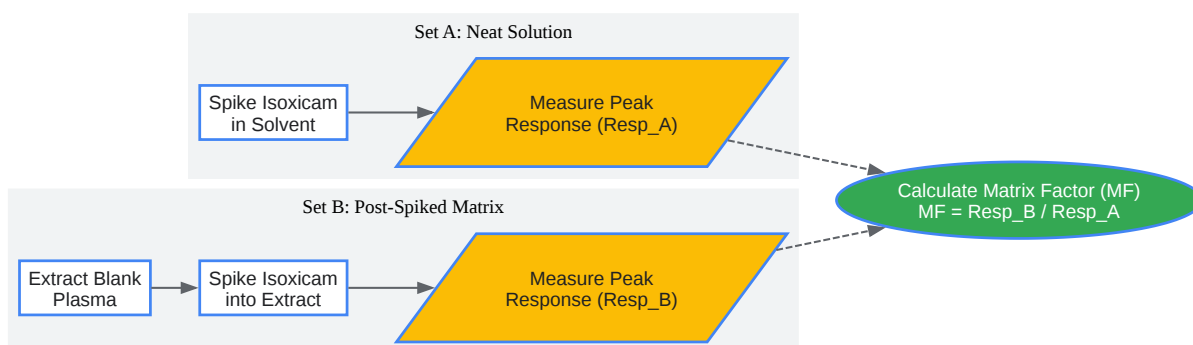 Set A: Neat Solution
Spike Isoxicam
in Solvent
Measure Peak
Response (Resp_A)
Calculate Matrix Factor (MF)
MF = Resp_B / Resp_A
Set B: Post-Spiked Matrix
Extract Blank
Plasma
Spike Isoxicam
into Extract
Measure Peak
Response (Resp_B)